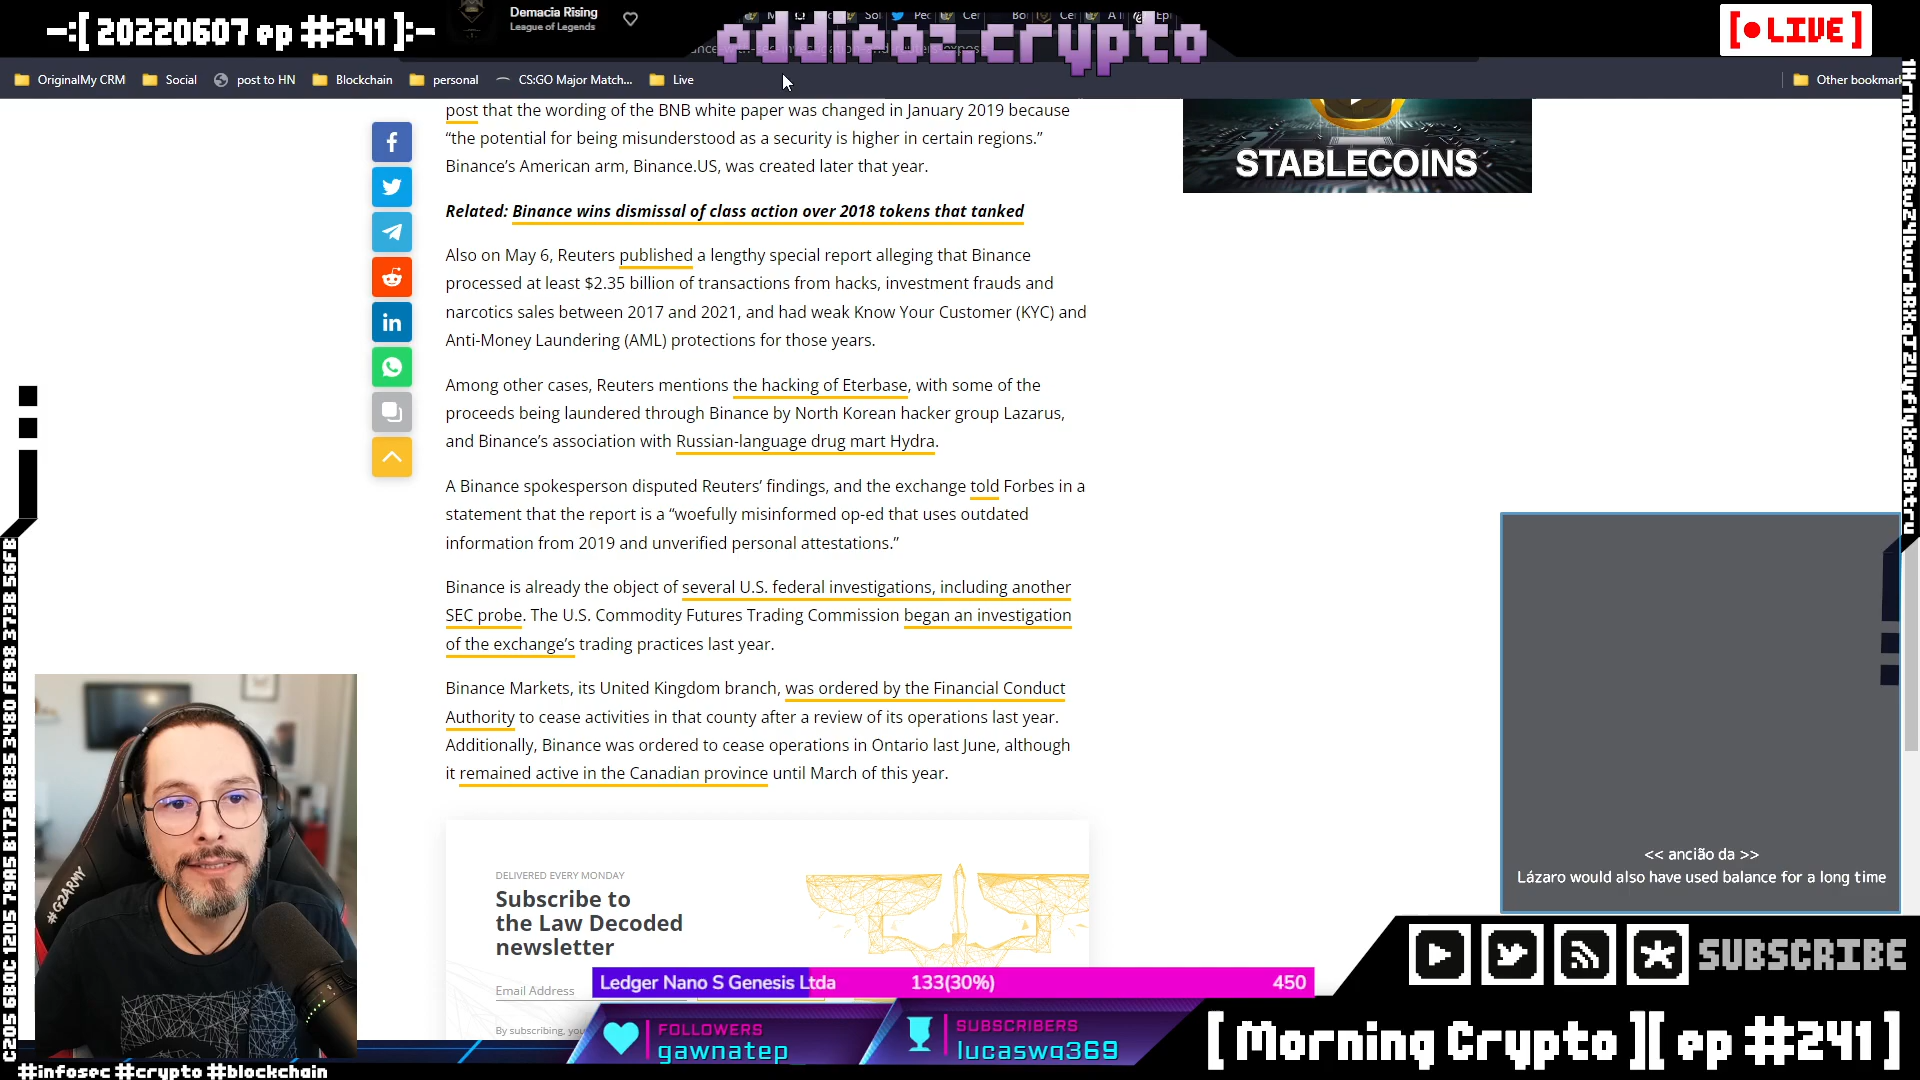 -:[ 20220607 ep #241 ]:-
Demacia Rising
League of Legends
eddieoz.crypto
[• LIVE ]
OriginalMy CRM
Social
post to HN
Blockchain
personal
CS:GO Major Match...
Live
Other bookmar
post that the wording of the BNB white paper was changed in January 2019 because
“the potential for being misunderstood as a security is higher in certain regions.”
Binance’s American arm, Binance.US, was created later that year.
Related: Binance wins dismissal of class action over 2018 tokens that tanked
Also on May 6, Reuters published a lengthy special report alleging that Binance
processed at least $2.35 billion of transactions from hacks, investment frauds and
narcotics sales between 2017 and 2021, and had weak Know Your Customer (KYC) and
Anti-Money Laundering (AML) protections for those years.
Among other cases, Reuters mentions the hacking of Eterbase, with some of the
proceeds being laundered through Binance by North Korean hacker group Lazarus,
and Binance’s association with Russian-language drug mart Hydra.
A Binance spokesperson disputed Reuters’ findings, and the exchange told Forbes in a
statement that the report is a “woefully misinformed op-ed that uses outdated
information from 2019 and unverified personal attestations.”
Binance is already the object of several U.S. federal investigations, including another
SEC probe. The U.S. Commodity Futures Trading Commission began an investigation
of the exchange’s trading practices last year.
Binance Markets, its United Kingdom branch, was ordered by the Financial Conduct
Authority to cease activities in that county after a review of its operations last year.
Additionally, Binance was ordered to cease operations in Ontario last June, although
it remained active in the Canadian province until March of this year.
DELIVERED EVERY MONDAY
Subscribe to
the Law Decoded
newsletter
Email Address
By subscribing, you
STABLECOINS
<< ancião da >>
Lázaro would also have used balance for a long time
SUBSCRIBE
Ledger Nano S Genesis Ltda
133(30%)
450
FOLLOWERS
gawnatep
SUBSCRIBERS
lucaswq369
[ Morning Crypto ][ ep #241 ]
#G2ARMY
C205 6B0C 12D5 79A5 B172 AB85 3480 FB98 373B 56FB
#infosec #crypto #blockchain